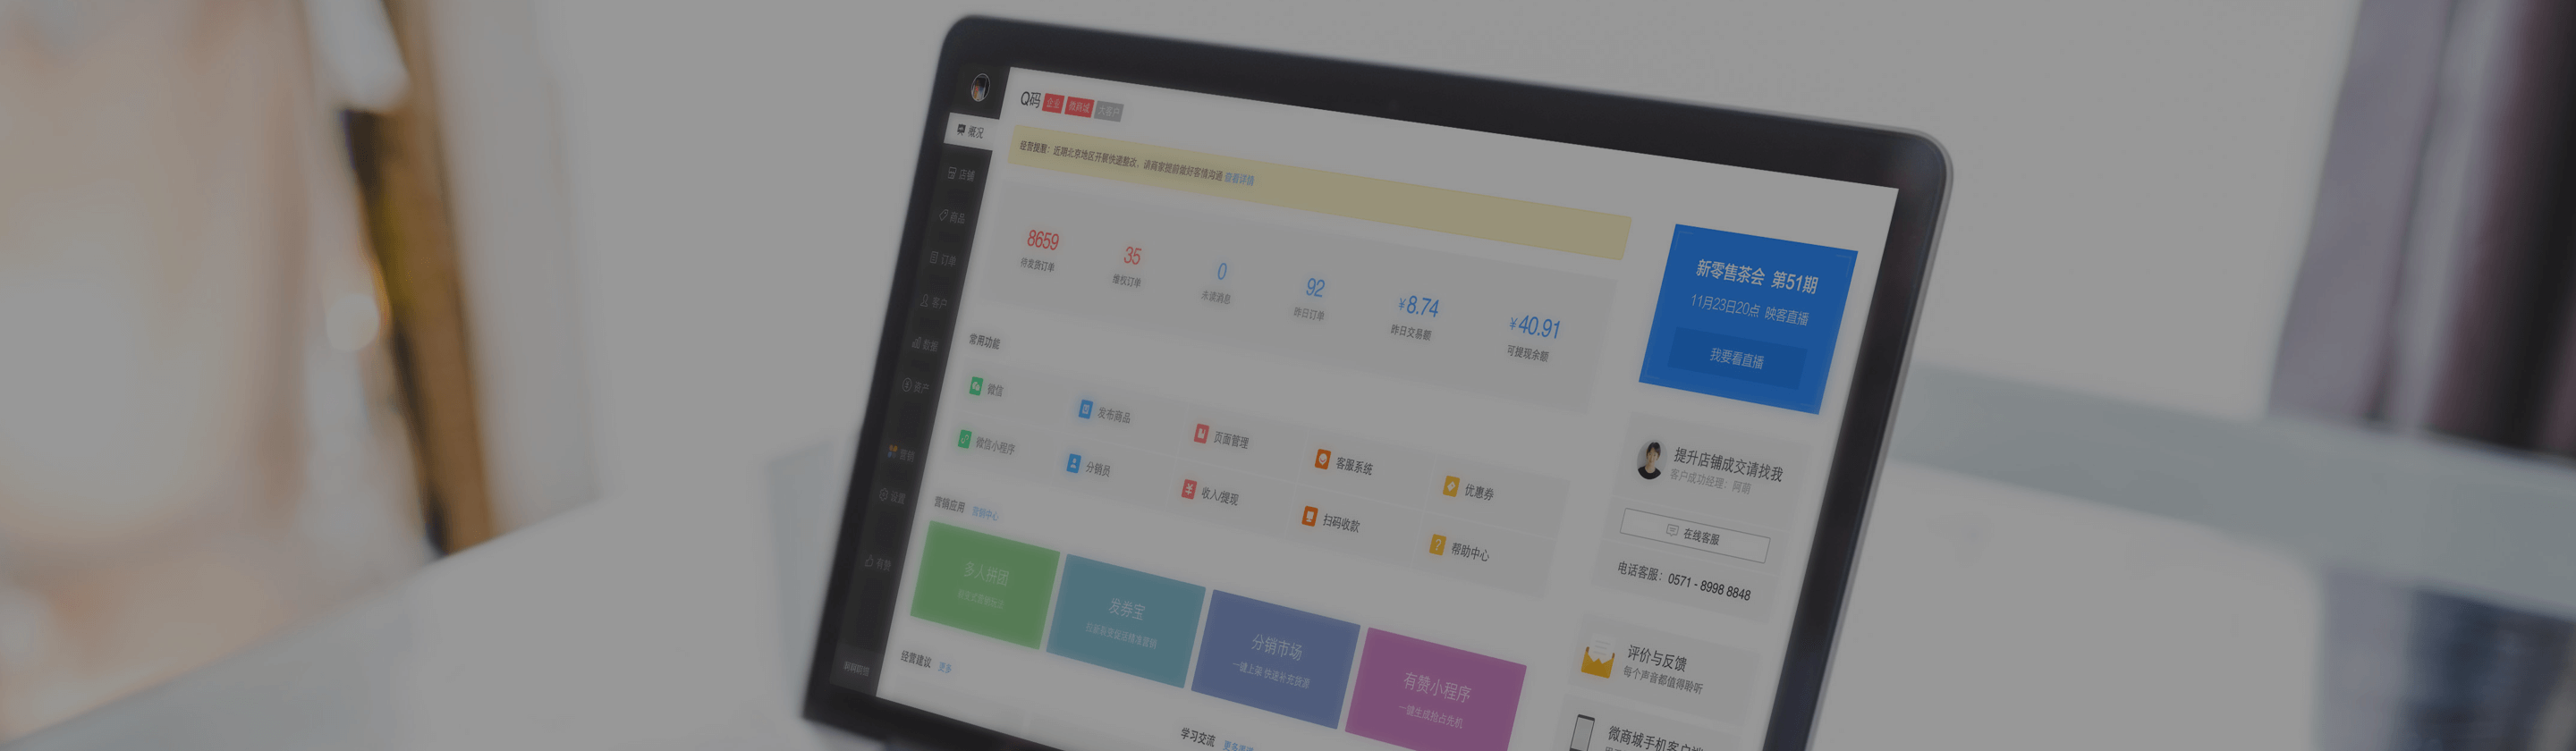 Q码 企业 微商城
概况
店铺
商品
订单
客户
数据
资产
营销
设置
有赞
经营提醒：近期北京地区开展快递整改，请商家提前做好客情沟通 查看详情
8659
待发货订单
35
维权订单
0
未读消息
92
昨日订单
¥8.74
昨日交易额
¥40.91
可提现余额
常用功能
微信
发布商品
页面管理
客服系统
优惠券
微信小程序
分销员
收入/提现
扫码收款
帮助中心
营销应用 营销中心
多人拼团
发券宝
分销市场
一键上架 快速补充货源
有赞小程序
一键生成抢占先机
经营建议 更多
学习交流
新零售茶会 第51期
11月23日20点 映客直播
我要看直播
提升店铺成交请找我
客户成功经理：阿萌
在线客服
电话客服：0571 - 8998 8848
评价与反馈
每个声音都值得聆听
微商城手机客户端